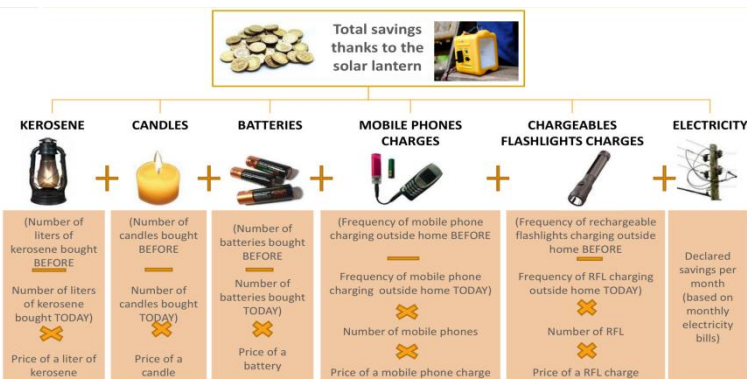 Total savings
thanks to the
solar lantern
KEROSENE
CANDLES
BATTERIES
MOBILE PHONES
CHARGES
CHARGEABLES
FLASHLIGHTS CHARGES
ELECTRICITY
(Number of
liters of
kerosene bought
BEFORE
Number of liters
of kerosene
bought TODAY)
Price of a liter of
kerosene
(Number of
candles bought
BEFORE
Number of
candles bought
TODAY)
Price of a
candle
(Number of
batteries bought
BEFORE
Number of
batteries bought
TODAY)
Price of a
battery
(Frequency of mobile phone
charging outside home BEFORE
Frequency of mobile phone
charging outside home TODAY)
Number of mobile phones
Price of a mobile phone charge
(Frequency of rechargeable
flashlights charging outside
home BEFORE
Frequency of RFL charging
outside home TODAY)
Number of RFL
Price of a RFL charge
Declared
savings per
month
(based on
monthly
electricity
bills)